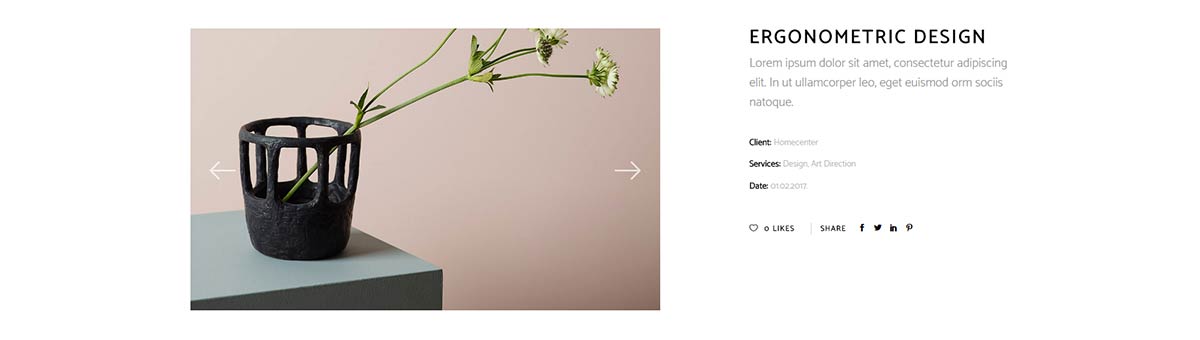 ERGONOMETRIC DESIGN
Lorem ipsum dolor sit amet, consectetur adipiscing
elit. In ut ullamcorper leo, eget euismod orm sociis
natoque.
Client: Homecenter
Services: Design, Art Direction
Date: 01.02.2017.
0 LIKES SHARE